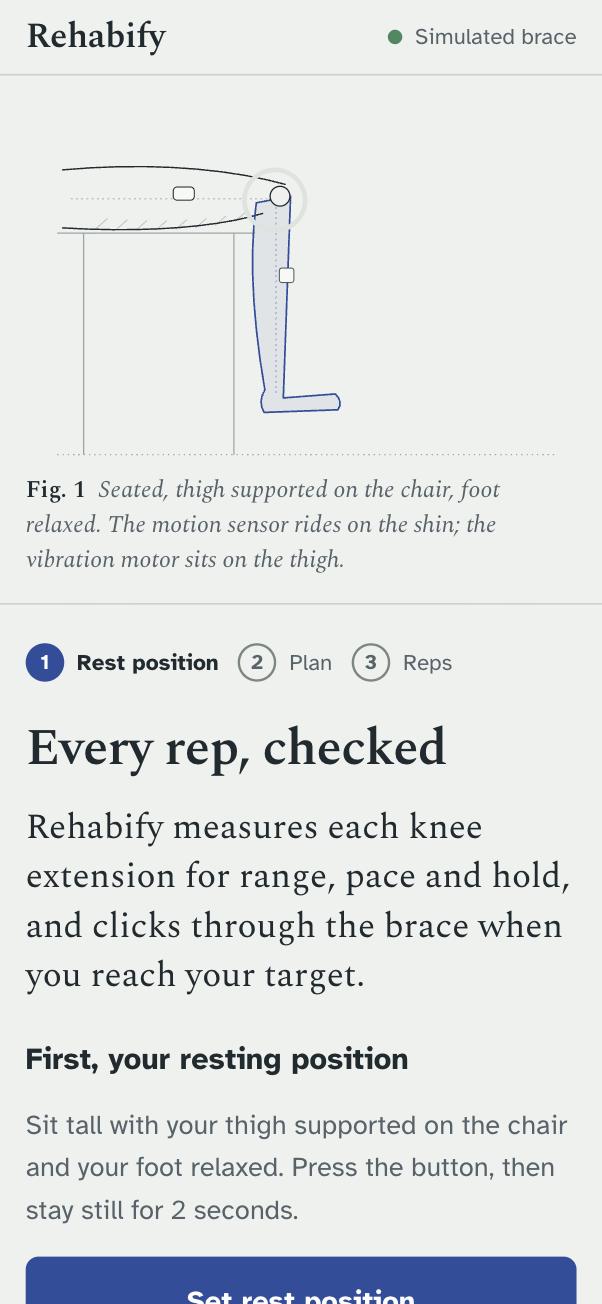 Rehabify
Simulated brace
Fig. 1 Seated, thigh supported on the chair, foot
relaxed. The motion sensor rides on the shin; the
vibration motor sits on the thigh.
1 Rest position 2 Plan 3 Reps
Every rep, checked
Rehabify measures each knee
extension for range, pace and hold,
and clicks through the brace when
you reach your target.
First, your resting position
Sit tall with your thigh supported on the chair
and your foot relaxed. Press the button, then
stay still for 2 seconds.
Set rest position